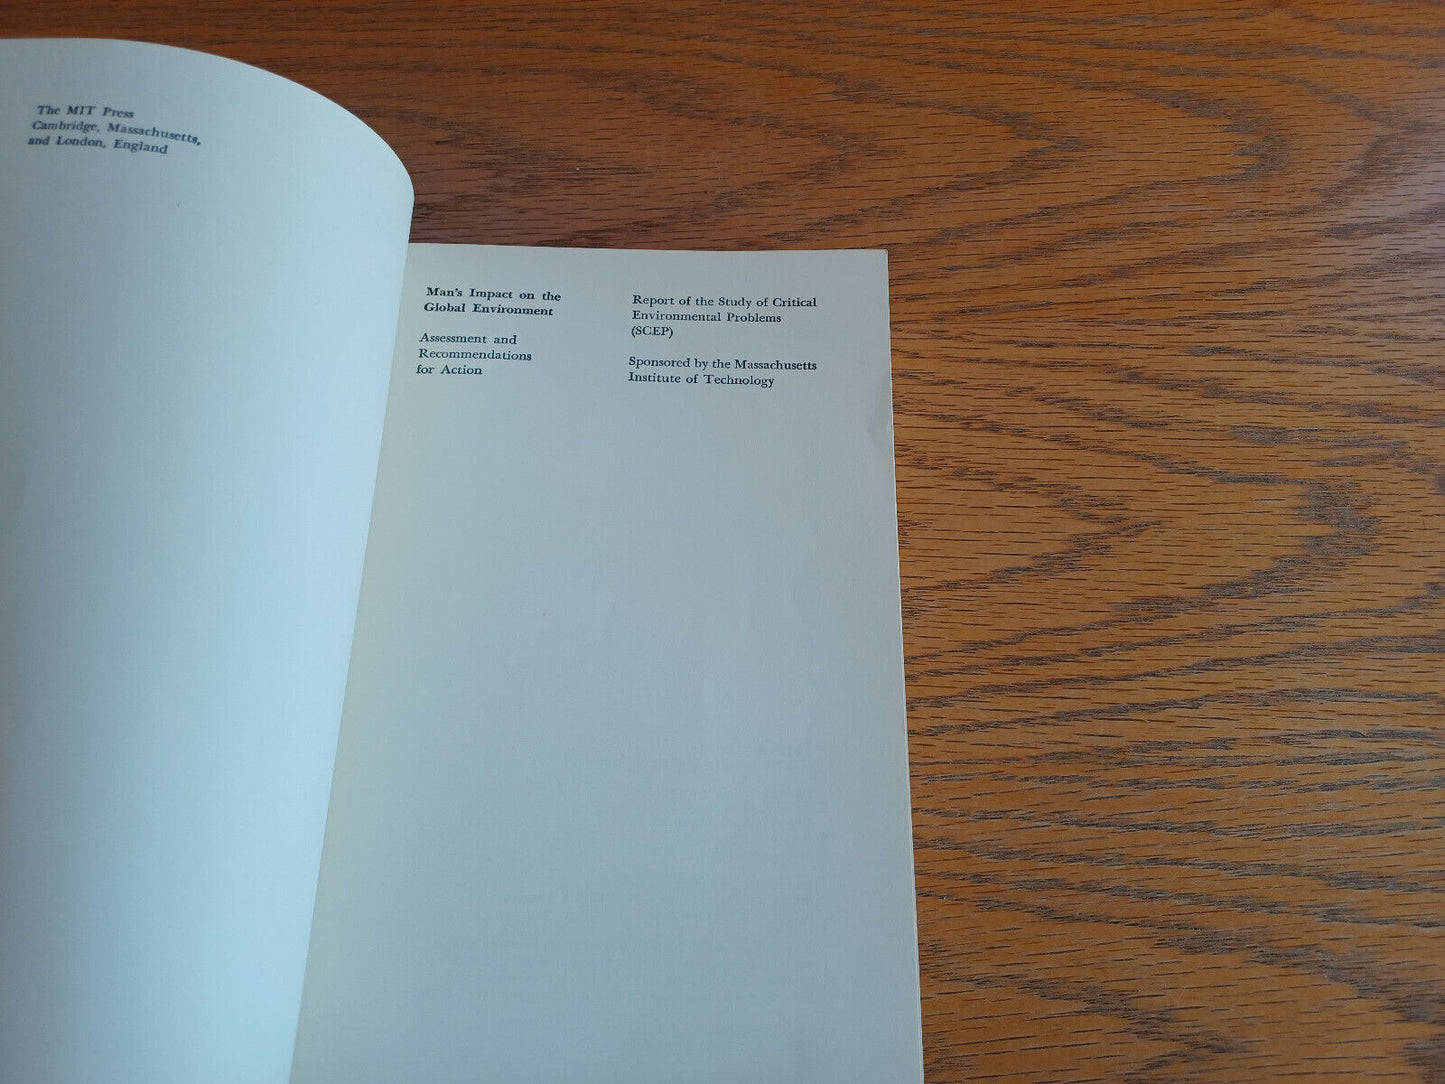 The MIT Press
Cambridge, Massachusetts,
and London, England
Man's Impact on the
Global Environment
Assessment and
Recommendations
for Action
Report of the Study of Critical
Environmental Problems
(SCEP)
Sponsored by the Massachusetts
Institute of Technology